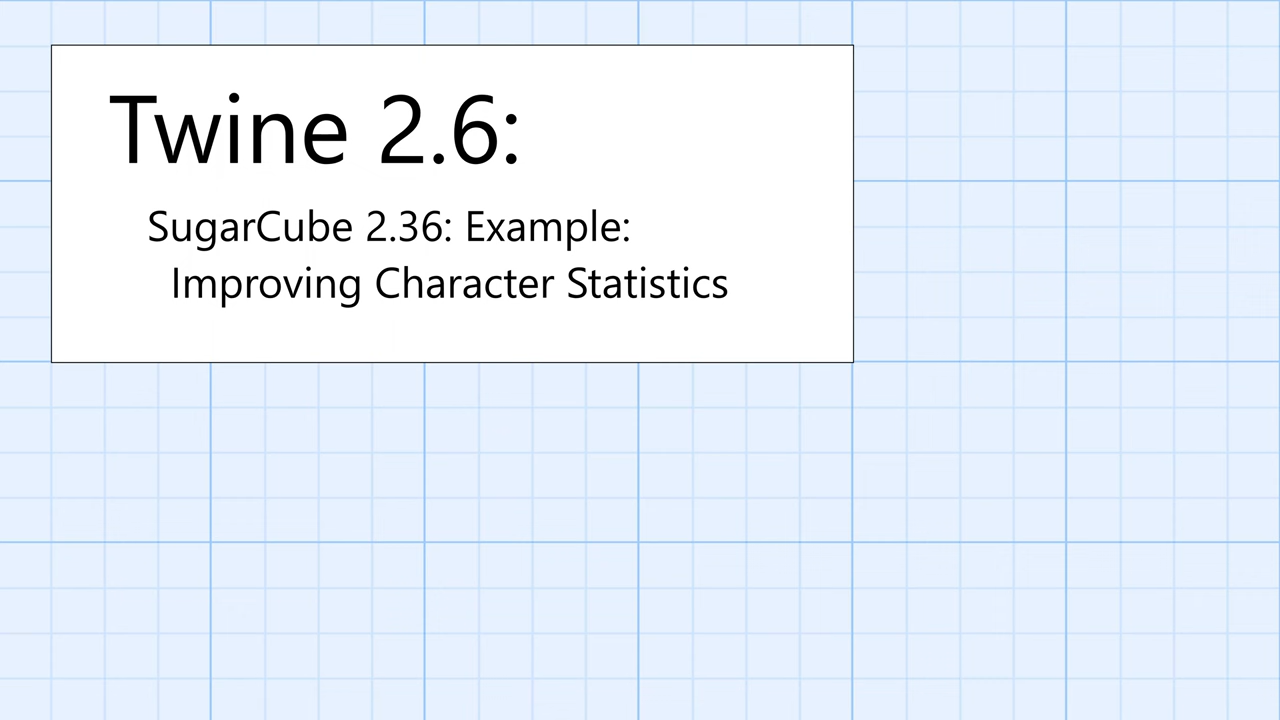 Twine 2.6:
SugarCube 2.36: Example:
Improving Character Statistics